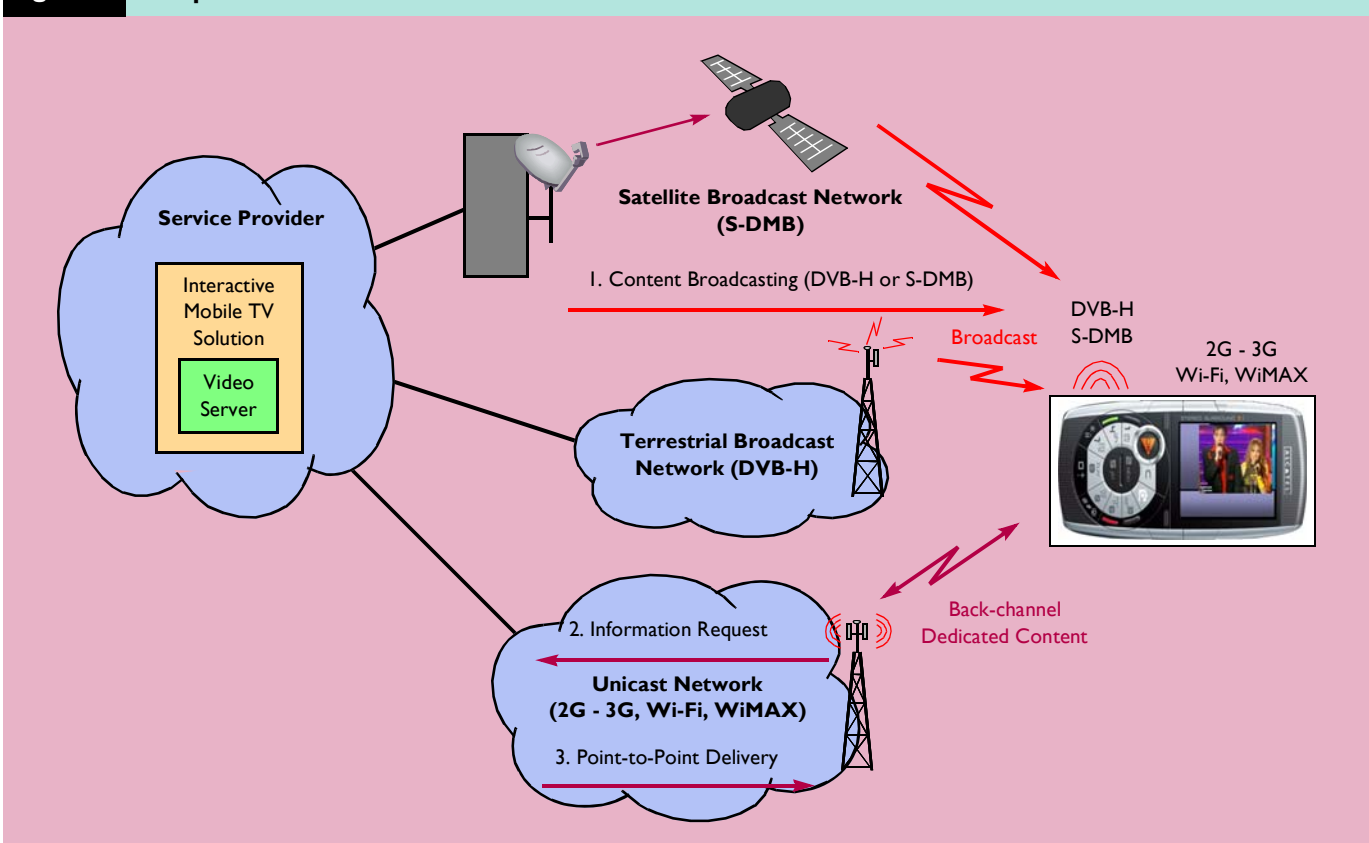 Service Provider
Interactive
Mobile TV
Solution
Video
Server
Satellite Broadcast Network
(S-DMB)
1. Content Broadcasting (DVB-H or S-DMB)
Broadcast
DVB-H
S-DMB
2G - 3G
Wi-Fi, WiMAX
Terrestrial Broadcast
Network (DVB-H)
2. Information Request
Unicast Network
(2G - 3G, Wi-Fi, WiMAX)
3. Point-to-Point Delivery
Back-channel
Dedicated Content